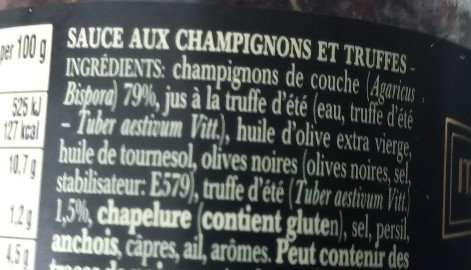 per 100 g
525 kJ
127 kcal
10,7 g
1,2 g
4,5 g
SAUCE AUX CHAMPIGNONS ET TRUFFES -
INGRÉDIENTS: champignons de couche (Agaricus
Bispora) 79%, jus à la truffe d'été (eau, truffe d'été
- Tuber aestivum Vitt.), huile d'olive extra vierge,
huile de tournesol, olives noires (olives noires, sel,
stabilisateur: E579), truffe d'été (Tuber aestivum Vitt.)
1,5%, chapelure (contient gluten), sel, persil,
anchois, câpres, ail, arômes. Peut contenir des